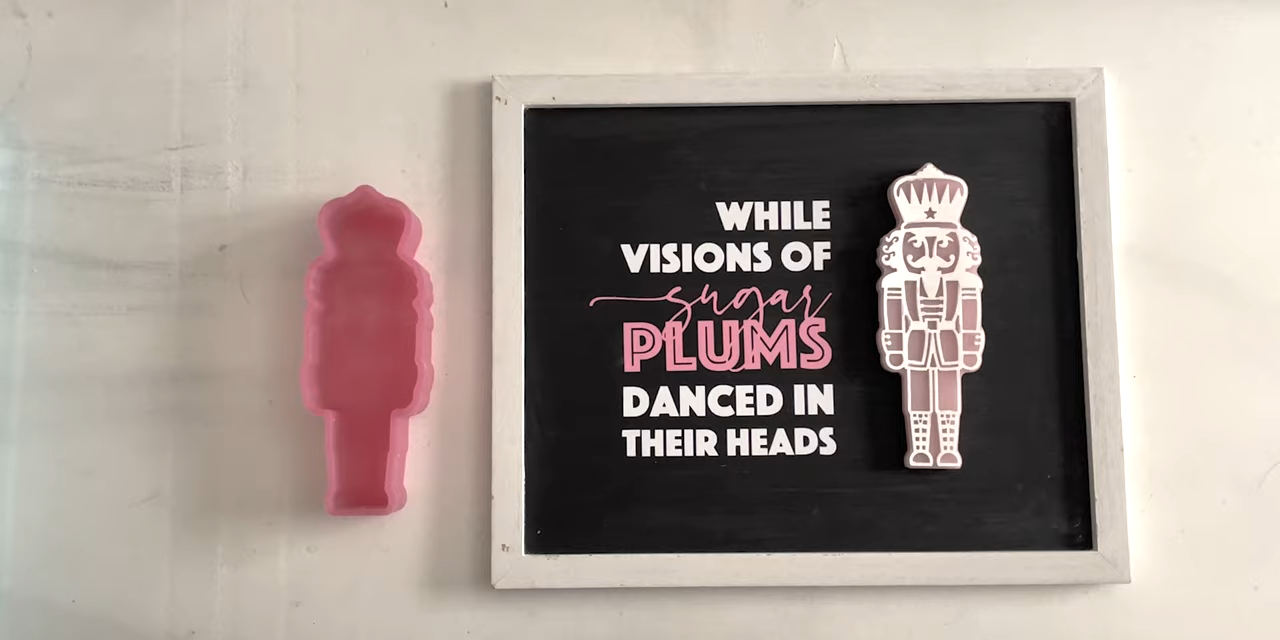 WHILE
VISIONS OF
sugar
PLUMS
DANCED IN
THEIR HEADS